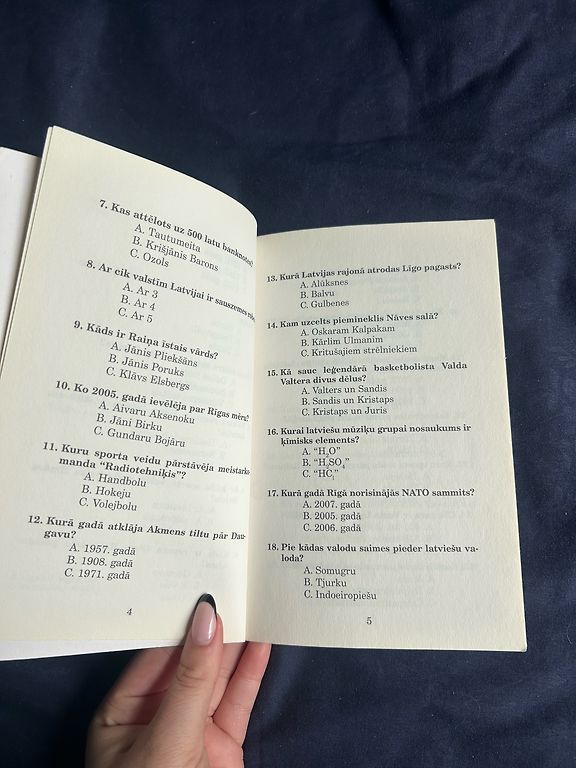 7. Kas attēlots uz 500 latu banknotes?
A. Tautumeita
B. Krišjānis Barons
C. Ozols
8. Ar cik valstīm Latvijai ir sauszemes
A. Ar 3
B. Ar 4
C. Ar 5
9. Kāds ir Raiņa īstais vārds?
A. Jānis Pliekšāns
B. Jānis Poruks
C. Klāvs Elsbergs
10. Ko 2005. gadā ievēlēja par Rīgas mēru?
A. Aivaru Aksenoku
B. Jāni Birku
C. Gundaru Bojāru
11. Kuru sporta veidu pārstāvēja meistarko-
manda “Radiotehniķis”?
A. Handbolu
B. Hokeju
C. Volejbolu
12. Kurā gadā atklāja Akmens tiltu pār Dau-
gavu?
A. 1957. gadā
B. 1908. gadā
C. 1971. gadā
4
13. Kurā Latvijas rajonā atrodas Līgo pagasts?
A. Alūksnes
B. Balvu
C. Gulbenes
14. Kam uzcelts piemineklis Nāves salā?
A. Oskaram Kalpakam
B. Kārlim Ulmanim
C. Kritušajiem strēlniekiem
15. Kā sauc leģendārā basketbolista Valda
Valtera divus dēlus?
A. Valters un Sandis
B. Sandis un Kristaps
C. Kristaps un Juris
16. Kurai latviešu mūziķu grupai nosaukums ir
ķīmisks elements?
A. “H₂O”
B. “H₂SO₄”
C. “HC₁”
17. Kurā gadā Rīgā norisinājās NATO sammits?
A. 2007. gadā
B. 2005. gadā
C. 2006. gadā
18. Pie kādas valodu saimes pieder latviešu va-
loda?
A. Somugru
B. Tjurku
C. Indoeiropiešu
5